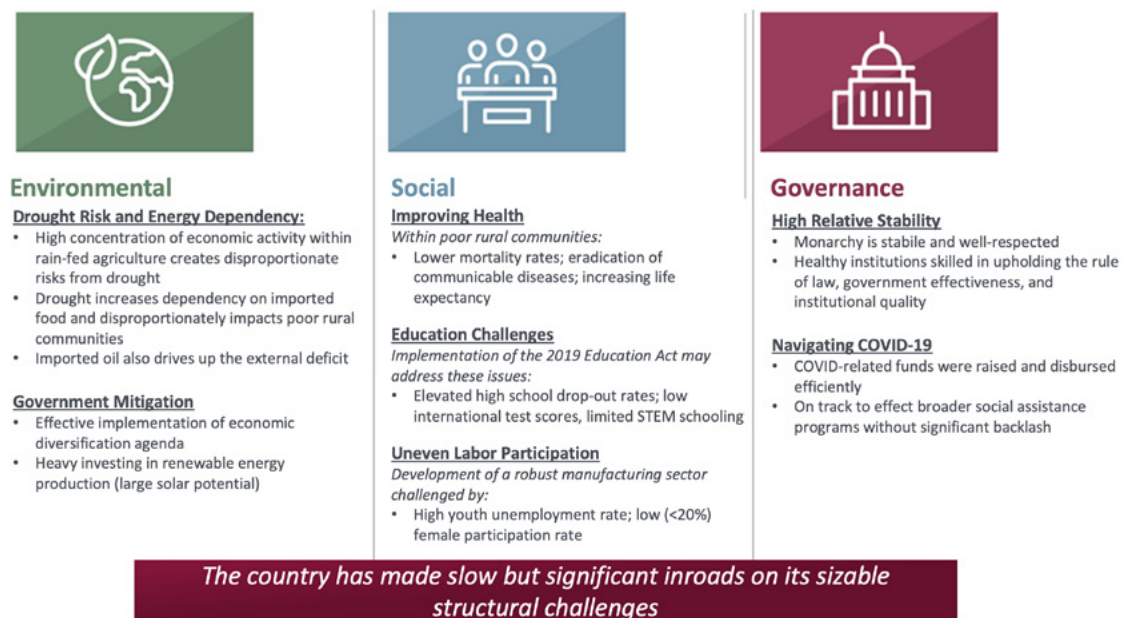 Environmental
Drought Risk and Energy Dependency:
• High concentration of economic activity within
rain-fed agriculture creates disproportionate
risks from drought
• Drought increases dependency on imported
food and disproportionately impacts poor rural
communities
• Imported oil also drives up the external deficit
Government Mitigation
• Effective implementation of economic
diversification agenda
• Heavy investing in renewable energy
production (large solar potential)
Social
Improving Health
Within poor rural communities:
• Lower mortality rates; eradication of
communicable diseases; increasing life
expectancy
Education Challenges
Implementation of the 2019 Education Act may
address these issues:
• Elevated high school drop-out rates; low
international test scores, limited STEM schooling
Uneven Labor Participation
Development of a robust manufacturing sector
challenged by:
• High youth unemployment rate; low (<20%)
female participation rate
Governance
High Relative Stability
• Monarchy is stabile and well-respected
• Healthy institutions skilled in upholding the rule
of law, government effectiveness, and
institutional quality
Navigating COVID-19
• COVID-related funds were raised and disbursed
efficiently
• On track to effect broader social assistance
programs without significant backlash
The country has made slow but significant inroads on its sizable
structural challenges